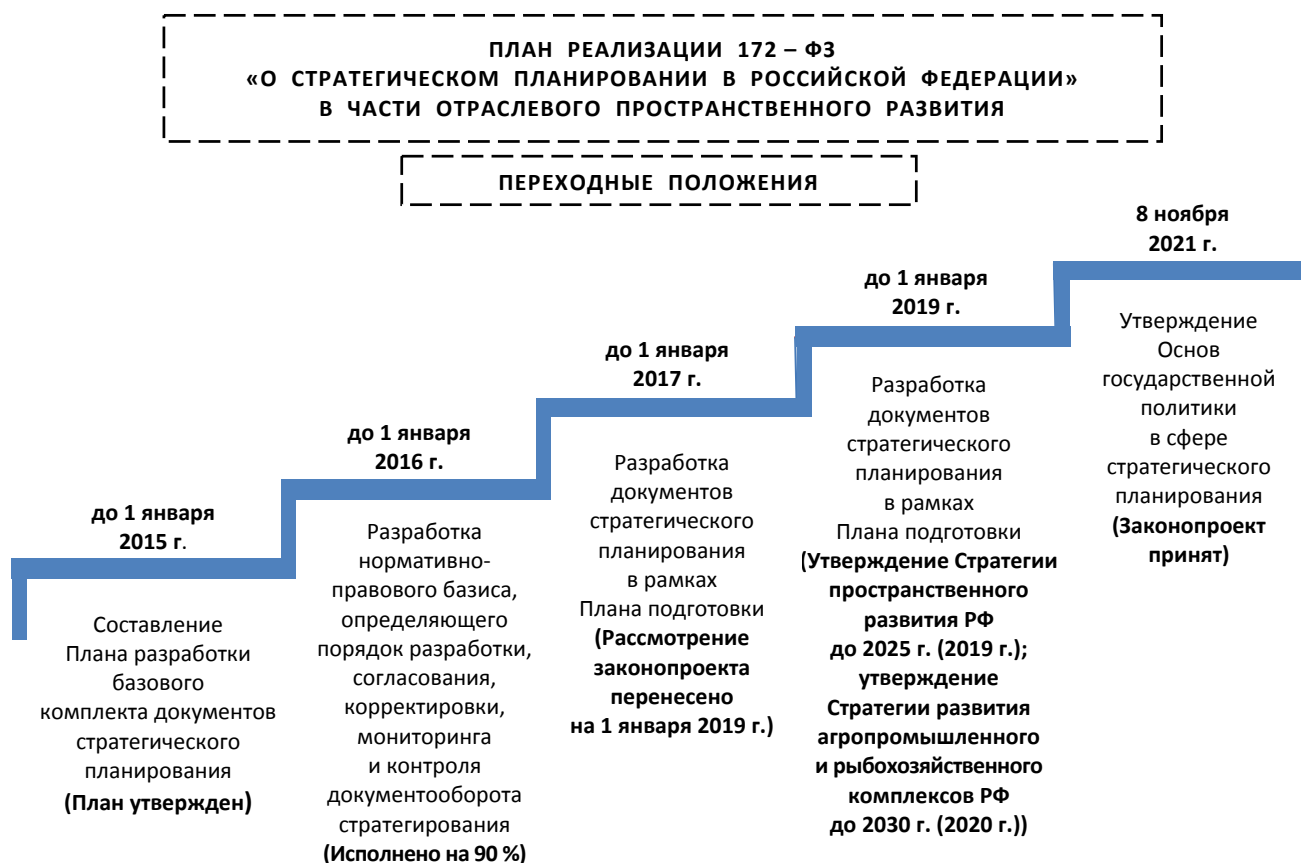 ПЛАН РЕАЛИЗАЦИИ 172 – ФЗ
«О СТРАТЕГИЧЕСКОМ ПЛАНИРОВАНИИ В РОССИЙСКОЙ ФЕДЕРАЦИИ»
В ЧАСТИ ОТРАСЛЕВОГО ПРОСТРАНСТВЕННОГО РАЗВИТИЯ
ПЕРЕХОДНЫЕ ПОЛОЖЕНИЯ
до 1 января
2015 г.
Составление
Плана разработки
базового
комплекта документов
стратегического
планирования
(План утвержден)
до 1 января
2016 г.
Разработка
нормативно-
правового базиса,
определяющего
порядок разработки,
согласования,
корректировки,
мониторинга
и контроля
документооборота
стратегирования
(Исполнено на 90 %)
до 1 января
2017 г.
Разработка
документов
стратегического
планирования
в рамках
Плана подготовки
(Рассмотрение
законопроекта
перенесено
на 1 января 2019 г.)
до 1 января
2019 г.
Разработка
документов
стратегического
планирования
в рамках
Плана подготовки
(Утверждение Стратегии
пространственного
развития РФ
до 2025 г. (2019 г.);
утверждение
Стратегии развития
агропромышленного
и рыбохозяйственного
комплексов РФ
до 2030 г. (2020 г.))
8 ноября
2021 г.
Утверждение
Основ
государственной
политики
в сфере
стратегического
планирования
(Законопроект
принят)